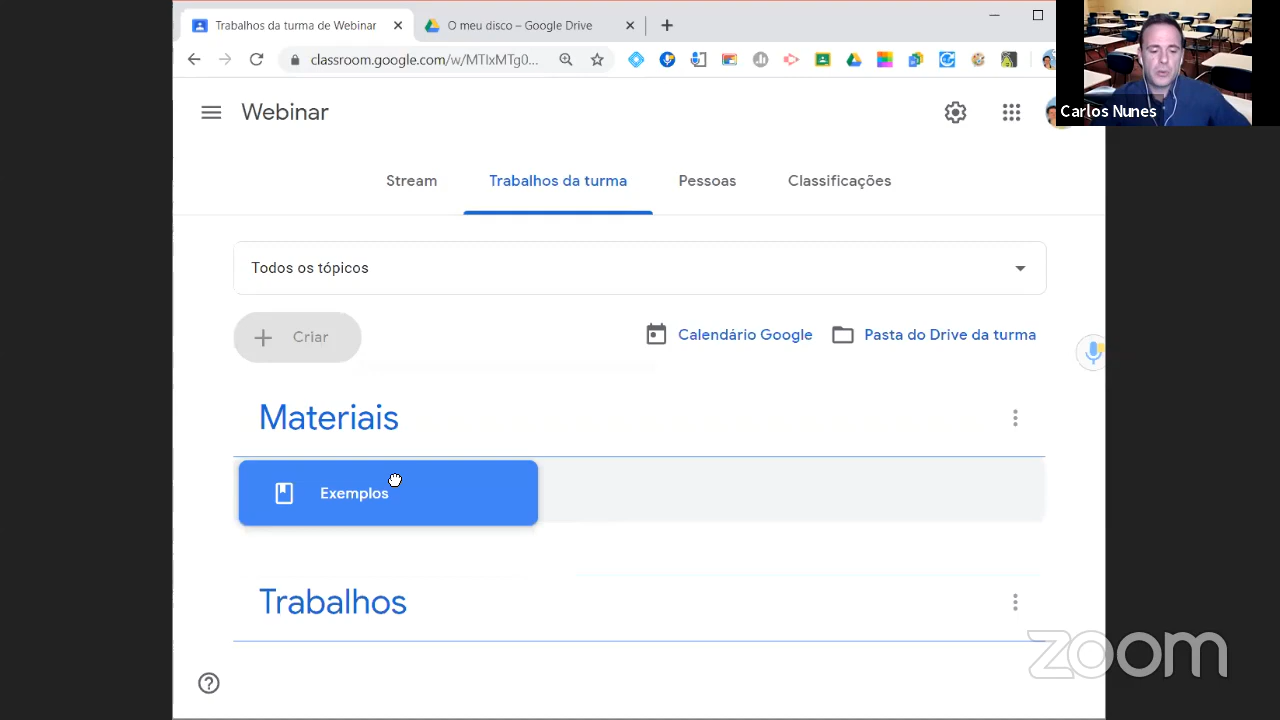 Trabalhos da turma de Webinar
O meu disco – Google Drive
classroom.google.com/w/MTIxMTg0...
Carlos Nunes
Webinar
Stream
Trabalhos da turma
Pessoas
Classificações
Todos os tópicos
Criar
Calendário Google
Pasta do Drive da turma
Materiais
Exemplos
Trabalhos
zoom